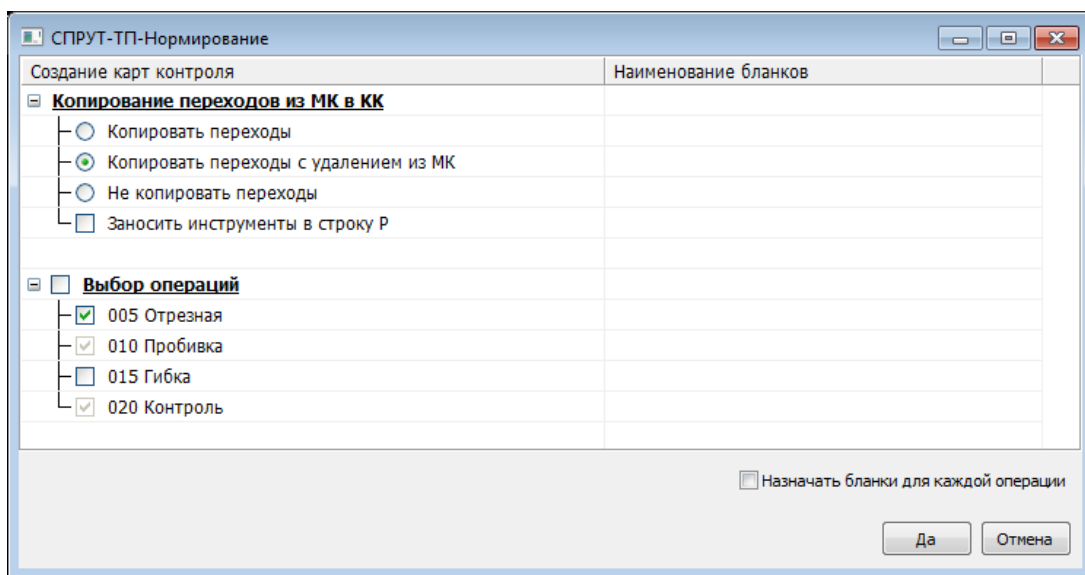 СПРУТ-ТП-Нормирование
Создание карт контроля Наименование бланков
Копирование переходов из МК в КК
Копировать переходы
Копировать переходы с удалением из МК
Не копировать переходы
Заносить инструменты в строку Р
Выбор операций
005 Отрезная
010 Пробивка
015 Гибка
020 Контроль
Назначать бланки для каждой операции
Да Отмена